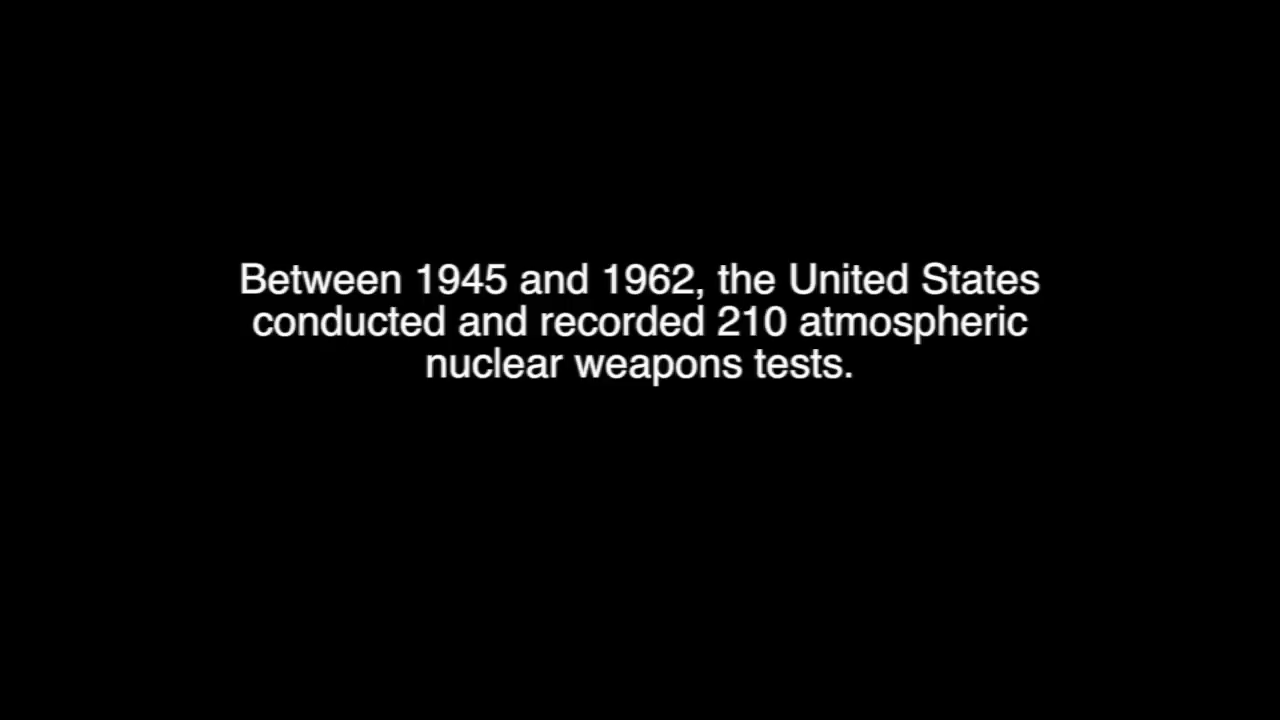 Between 1945 and 1962, the United States
conducted and recorded 210 atmospheric
nuclear weapons tests.